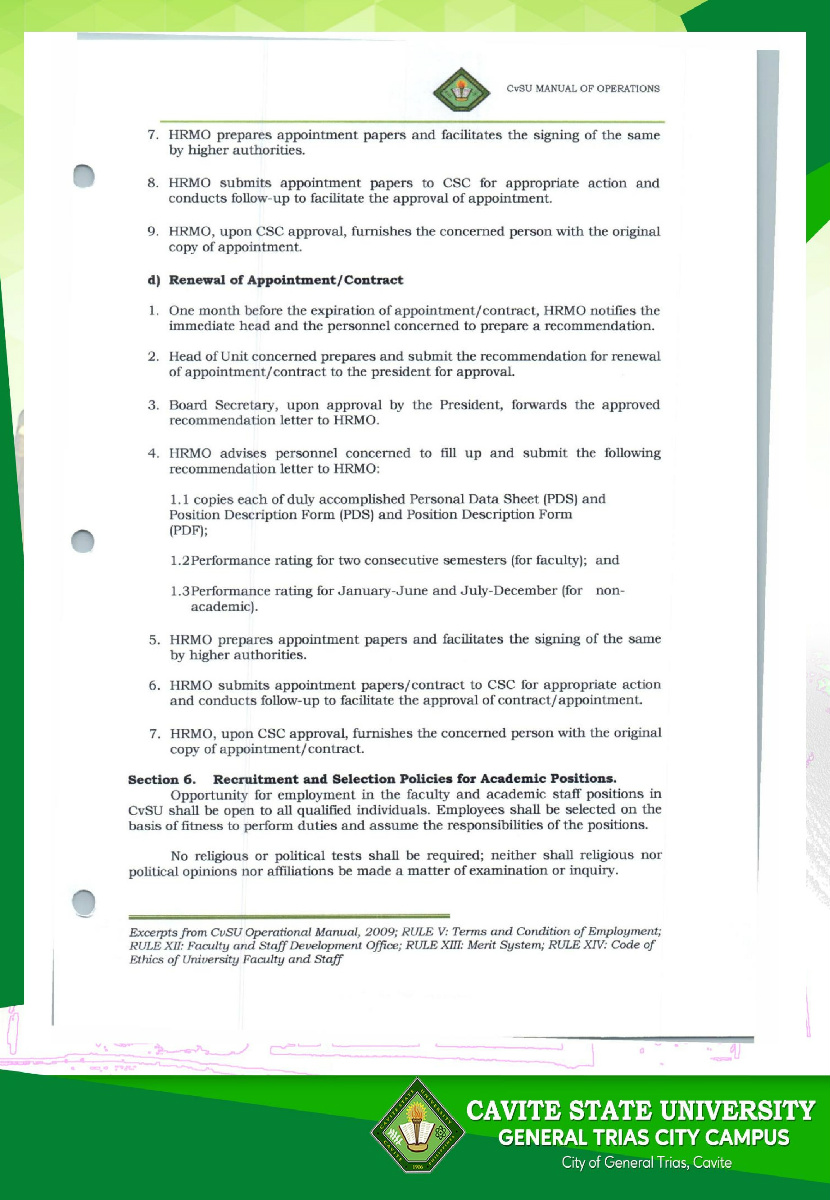 CvSU MANUAL OF OPERATIONS
7. HRMO prepares appointment papers and facilitates the signing of the same
by higher authorities.
8. HRMO submits appointment papers to CSC for appropriate action and
conducts follow-up to facilitate the approval of appointment.
9. HRMO, upon CSC approval, furnishes the concerned person with the original
copy of appointment.
d) Renewal of Appointment/Contract
1. One month before the expiration of appointment/contract, HRMO notifies the
immediate head and the personnel concerned to prepare a recommendation.
2. Head of Unit concerned prepares and submit the recommendation for renewal
of appointment/contract to the president for approval.
3. Board Secretary, upon approval by the President, forwards the approved
recommendation letter to HRMO.
4. HRMO advises personnel concerned to fill up and submit the following
recommendation letter to HRMO:
1.1 copies each of duly accomplished Personal Data Sheet (PDS) and
Position Description Form (PDS) and Position Description Form
(PDF);
1.2Performance rating for two consecutive semesters (for faculty); and
1.3Performance rating for January-June and July-December (for non-
academic).
5. HRMO prepares appointment papers and facilitates the signing of the same
by higher authorities.
6. HRMO submits appointment papers/contract to CSC for appropriate action
and conducts follow-up to facilitate the approval of contract/appointment.
7. HRMO, upon CSC approval, furnishes the concerned person with the original
copy of appointment/contract.
Section 6. Recruitment and Selection Policies for Academic Positions.
Opportunity for employment in the faculty and academic staff positions in
CvSU shall be open to all qualified individuals. Employees shall be selected on the
basis of fitness to perform duties and assume the responsibilities of the positions.
No religious or political tests shall be required; neither shall religious nor
political opinions nor affiliations be made a matter of examination or inquiry.
Excerpts from CvSU Operational Manual, 2009; RULE V: Terms and Condition of Employment;
RULE XII: Faculty and Staff Development Office; RULE XIII: Merit System; RULE XIV: Code of
Ethics of University Faculty and Staff
CAVITE STATE UNIVERSITY
GENERAL TRIAS CITY CAMPUS
City of General Trias, Cavite
1906